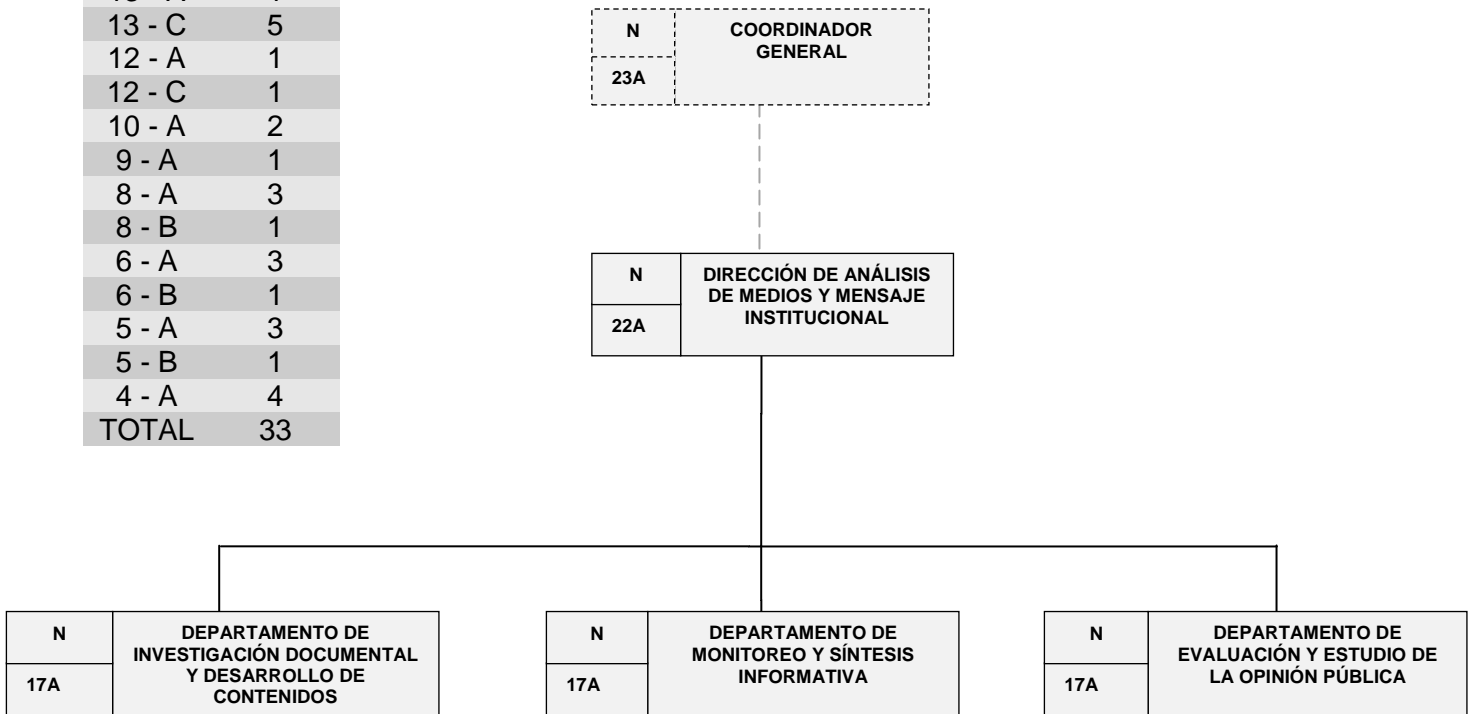 13 - C 5
12 - A 1
12 - C 1
10 - A 2
9 - A 1
8 - A 3
8 - B 1
6 - A 3
6 - B 1
5 - A 3
5 - B 1
4 - A 4
TOTAL 33
N
23A
COORDINADOR
GENERAL
N
22A
DIRECCIÓN DE ANÁLISIS
DE MEDIOS Y MENSAJE
INSTITUCIONAL
N
17A
DEPARTAMENTO DE
INVESTIGACIÓN DOCUMENTAL
Y DESARROLLO DE
CONTENIDOS
N
17A
DEPARTAMENTO DE
MONITOREO Y SÍNTESIS
INFORMATIVA
N
17A
DEPARTAMENTO DE
EVALUACIÓN Y ESTUDIO DE
LA OPINIÓN PÚBLICA